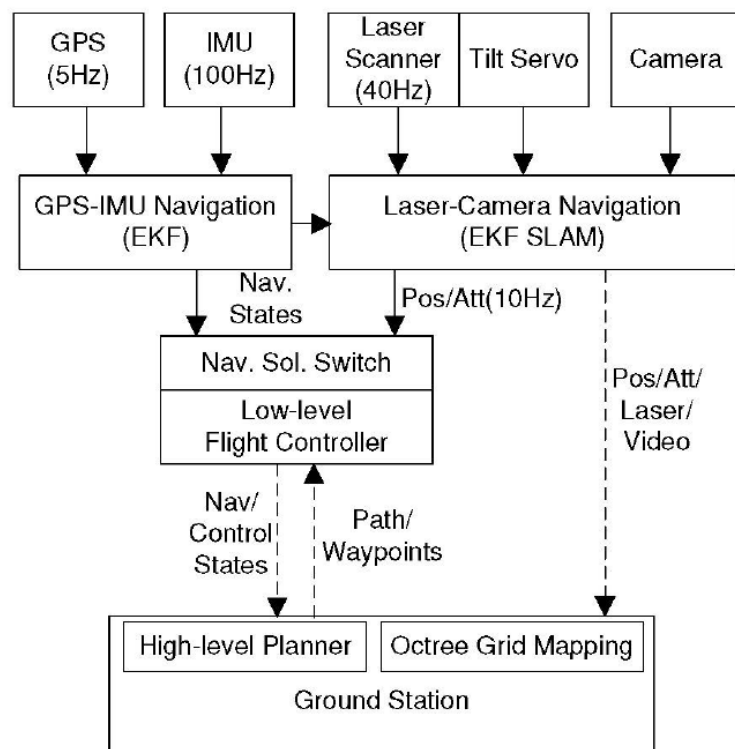 GPS
(5Hz)
IMU
(100Hz)
Laser
Scanner
(40Hz)
Tilt Servo
Camera
GPS-IMU Navigation
(EKF)
Laser-Camera Navigation
(EKF SLAM)
Nav.
States
Pos/Att(10Hz)
Nav. Sol. Switch
Low-level
Flight Controller
Pos/Att/
Laser/
Video
Nav/
Control
States
Path/
Waypoints
High-level Planner
Octree Grid Mapping
Ground Station